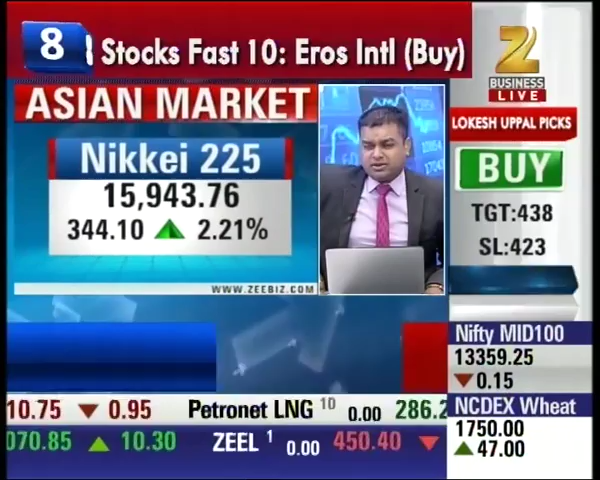 8
Stocks Fast 10: Eros Intl (Buy)
Z
BUSINESS
LIVE
ASIAN MARKET
Nikkei 225
15,943.76
344.10 ▲ 2.21%
WWW.ZEEBIZ.COM
LOKESH UPPAL PICKS
BUY
TGT:438
SL:423
Nifty MID100
13359.25
▼ 0.15
NCDEX Wheat
1750.00
▲ 47.00
10.75 ▼ 0.95 Petronet LNG 10 0.00 286.2
070.85 ▲ 10.30 ZEEL 1 0.00 450.40 ▼